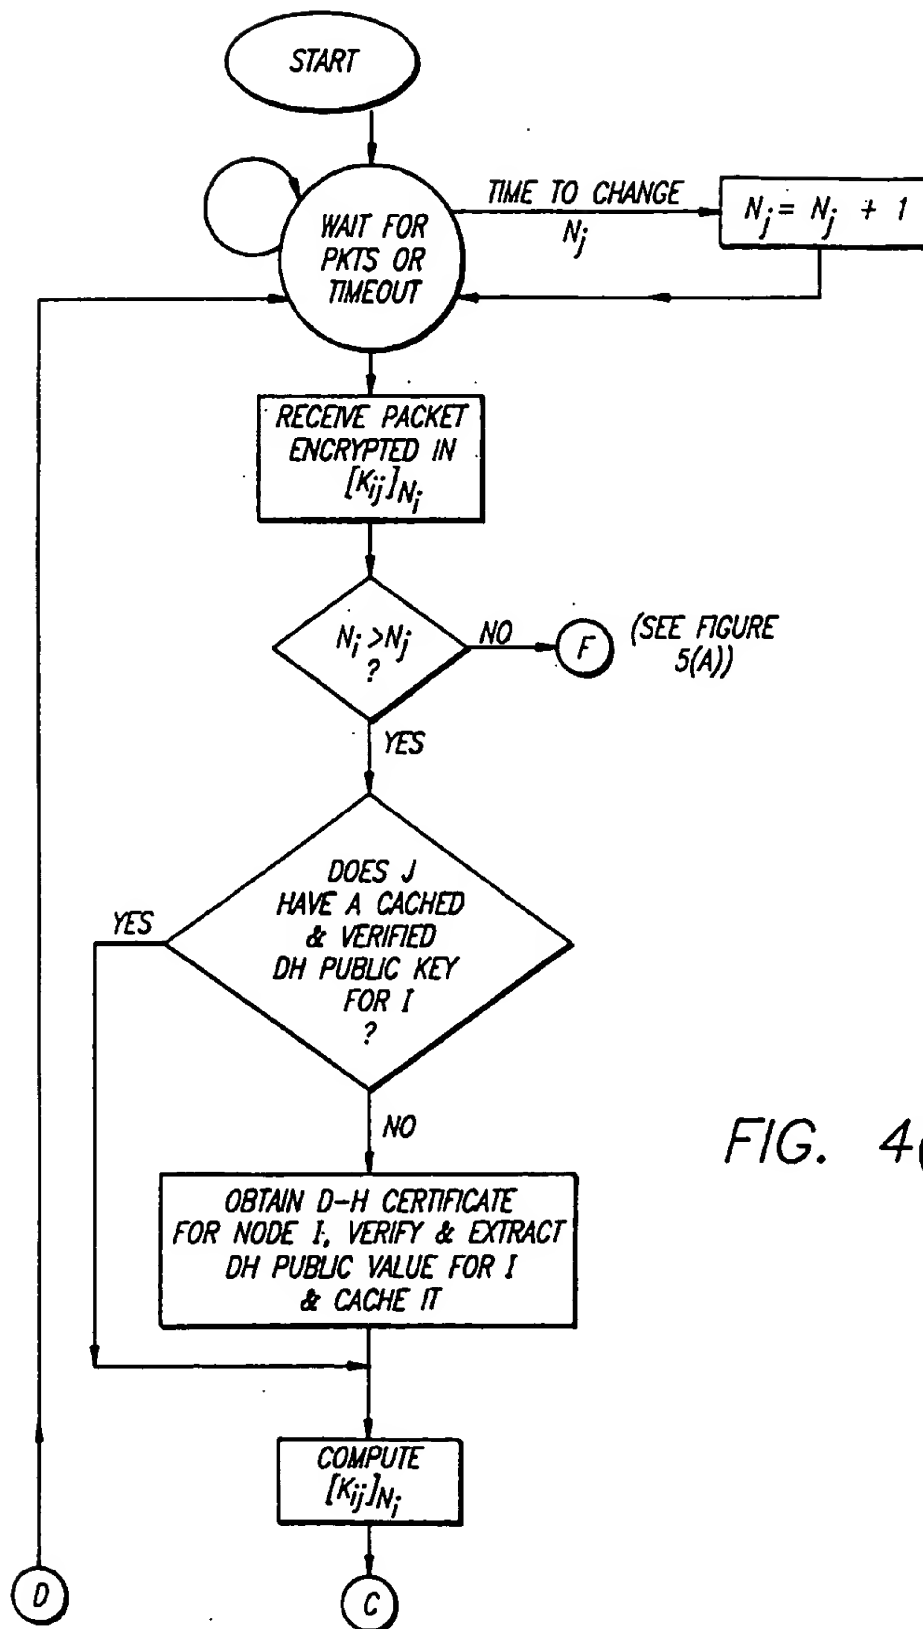 START
WAIT FOR
PKTS OR
TIMEOUT
TIME TO CHANGE
Nj
Nj = Nj + 1
RECEIVE PACKET
ENCRYPTED IN
[Kij]Ni
Ni >Nj
?
NO
F
(SEE FIGURE
5(A))
YES
DOES J
HAVE A CACHED
& VERIFIED
DH PUBLIC KEY
FOR I
?
YES
NO
OBTAIN D-H CERTIFICATE
FOR NODE I, VERIFY & EXTRACT
DH PUBLIC VALUE FOR I
& CACHE IT
COMPUTE
[Kij]Ni
D
C
FIG. 4(